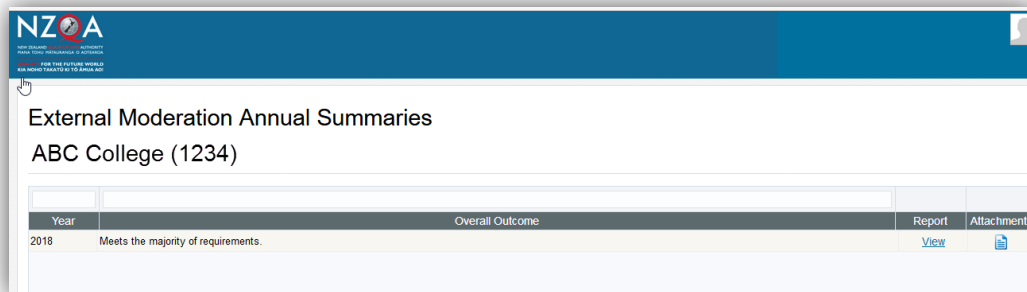 NZQA
NEW ZEALAND QUALIFICATIONS AUTHORITY
MANA TOHU MĀTAURANGA O AOTEAROA
FOR THE FUTURE WORLD
KIA NOHO TAKATŪ KI TŌ ĀMUA AO!
External Moderation Annual Summaries
ABC College (1234)
Year Overall Outcome Report Attachment
2018 Meets the majority of requirements. View